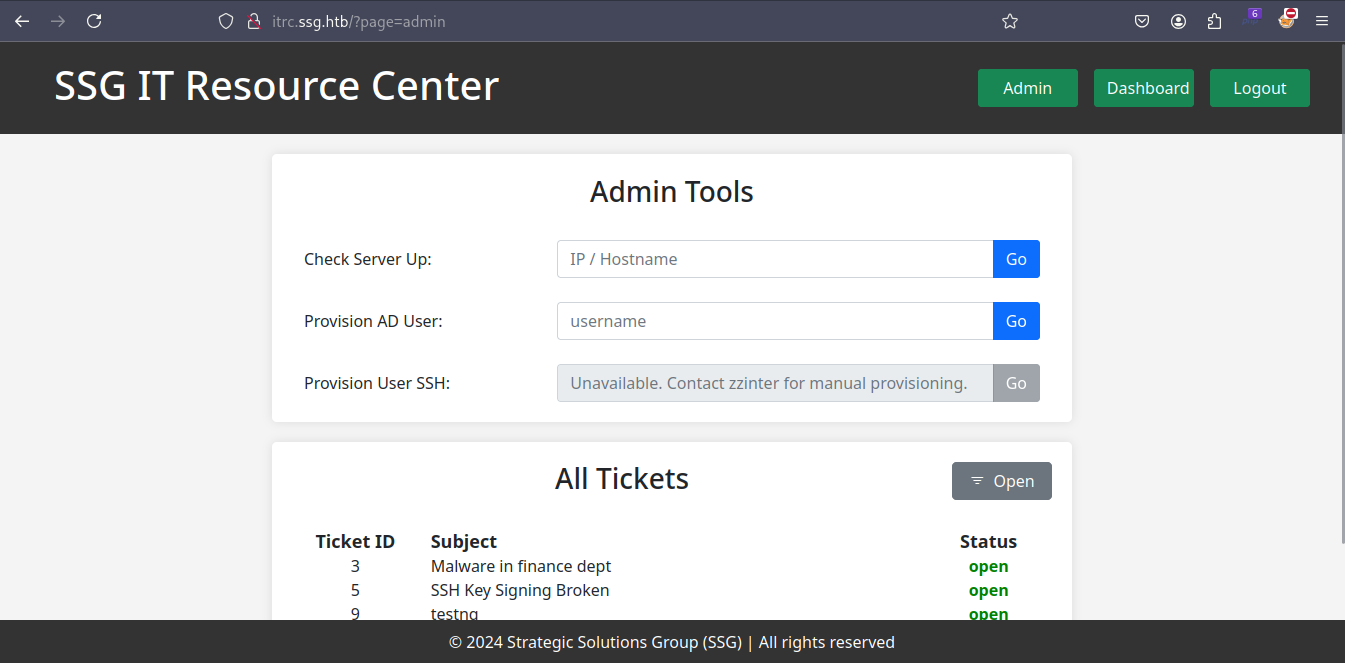 itrc.ssg.htb/?page=admin
6
SSG IT Resource Center
Admin
Dashboard
Logout
Admin Tools
Check Server Up:
IP / Hostname
Go
Provision AD User:
username
Go
Provision User SSH:
Unavailable. Contact zzinter for manual provisioning.
Go
All Tickets
Open
Ticket ID Subject Status
3 Malware in finance dept open
5 SSH Key Signing Broken open
9 testng open
© 2024 Strategic Solutions Group (SSG) | All rights reserved